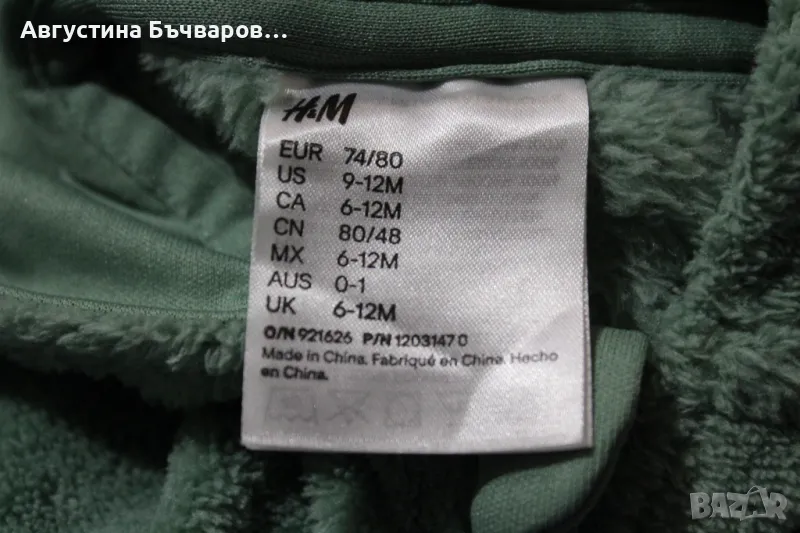 Августина Бъчваров...
H&M
EUR 74/80
US 9-12M
CA 6-12M
CN 80/48
MX 6-12M
AUS 0-1
UK 6-12M
O/N 921626 P/N 1203147 0
Made in China. Fabriqué en Chine. Hecho
en China.
BAZAR